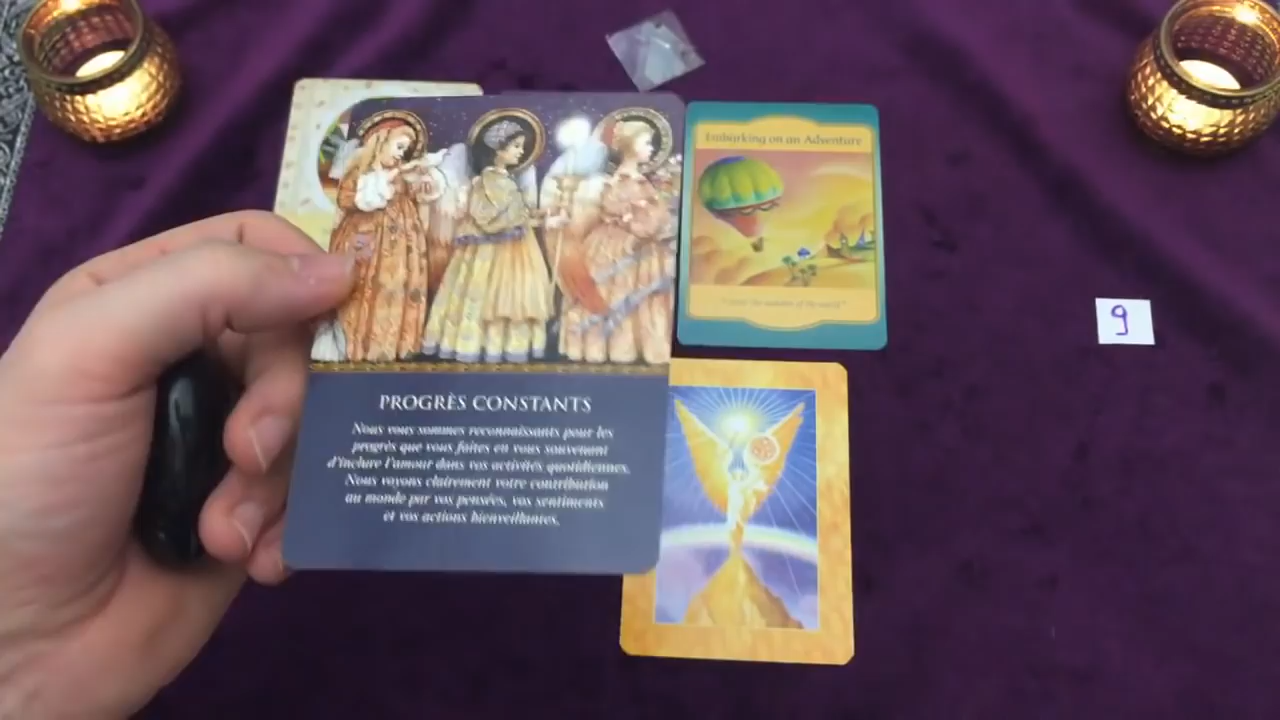 Embarking on an Adventure
9
PROGRÈS CONSTANTS
Nous vous sommes reconnaissants pour les
progrès que vous faites en vous souvenant
d'inclure l'amour dans vos activités quotidiennes.
Nous voyons clairement votre contribution
au monde par vos pensées, vos sentiments
et vos actions bienveillantes.